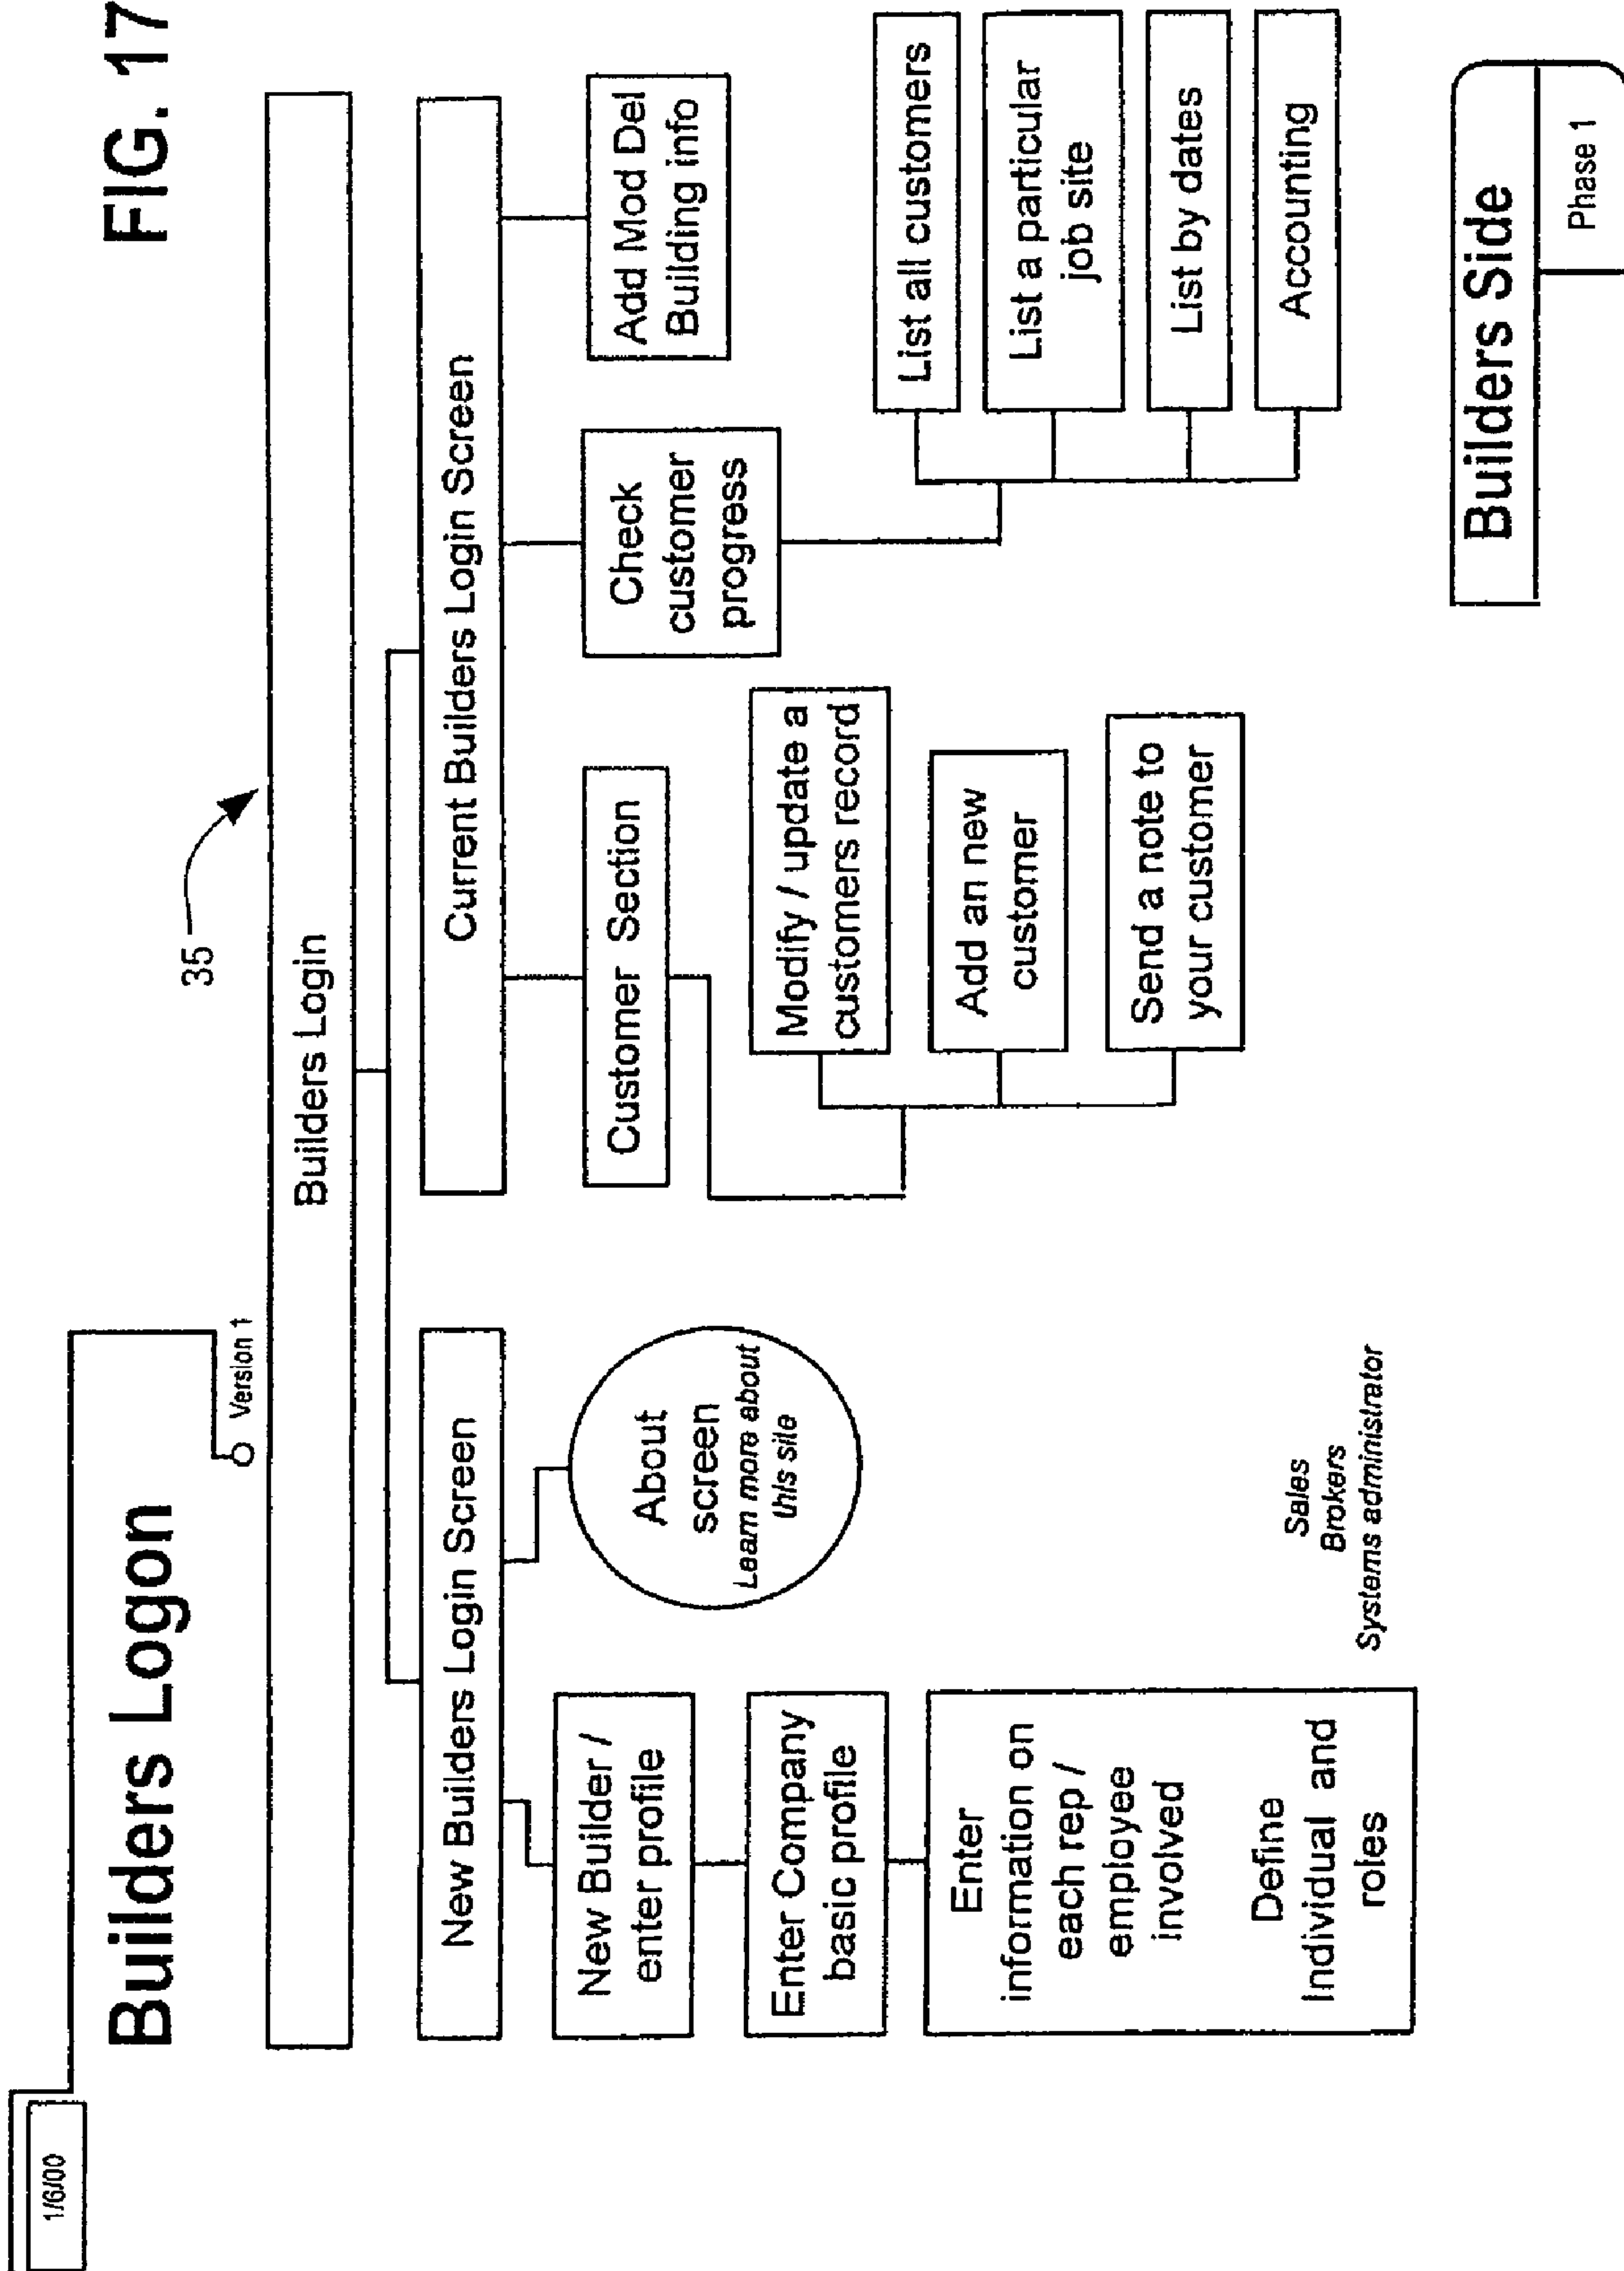 FIG. 17
1/6/00
Builders Logon
Version 1
35
Builders Login
New Builders Login Screen
New Builder /
enter profile
Enter Company
basic profile
Enter
information on
each rep /
employee
involved
Define
Individual and
roles
About
screen
Learn more about
this site
Sales
Brokers
Systems administrator
Current Builders Login Screen
Customer Section
Modify / update a
customers record
Add an new
customer
Send a note to
your customer
Check
customer
progress
List all customers
List a particular
job site
List by dates
Accounting
Add Mod Del
Building info
Builders Side
Phase 1